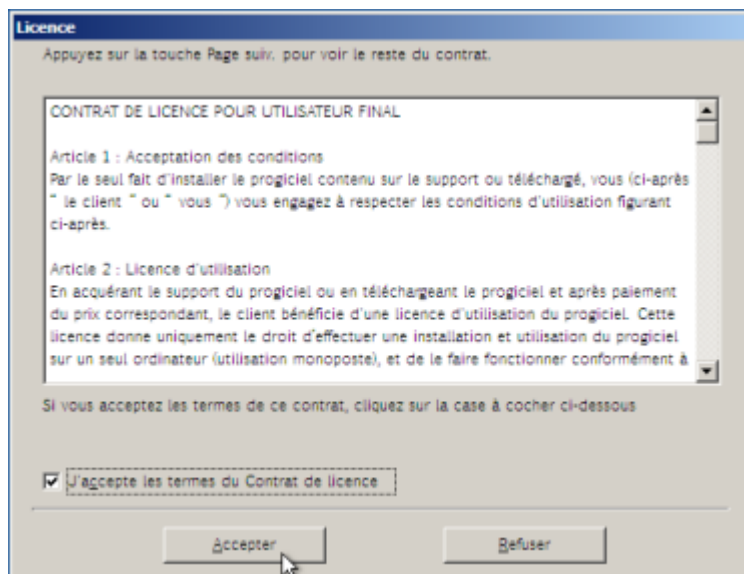 Licence
Appuyez sur la touche Page suiv. pour voir le reste du contrat.
CONTRAT DE LICENCE POUR UTILISATEUR FINAL
Article 1 : Acceptation des conditions
Par le seul fait d'installer le progiciel contenu sur le support ou téléchargé, vous (ci-après
" le client " ou " vous ") vous engagez à respecter les conditions d'utilisation figurant
ci-après.
Article 2 : Licence d'utilisation
En acquérant le support du progiciel ou en téléchargeant le progiciel et après paiement
du prix correspondant, le client bénéficie d'une licence d'utilisation du progiciel. Cette
licence donne uniquement le droit d'effectuer une installation et utilisation du progiciel
sur un seul ordinateur (utilisation monoposte), et de le faire fonctionner conformément à
Si vous acceptez les termes de ce contrat, cliquez sur la case à cocher ci-dessous
J'accepte les termes du Contrat de licence
Accepter
Refuser